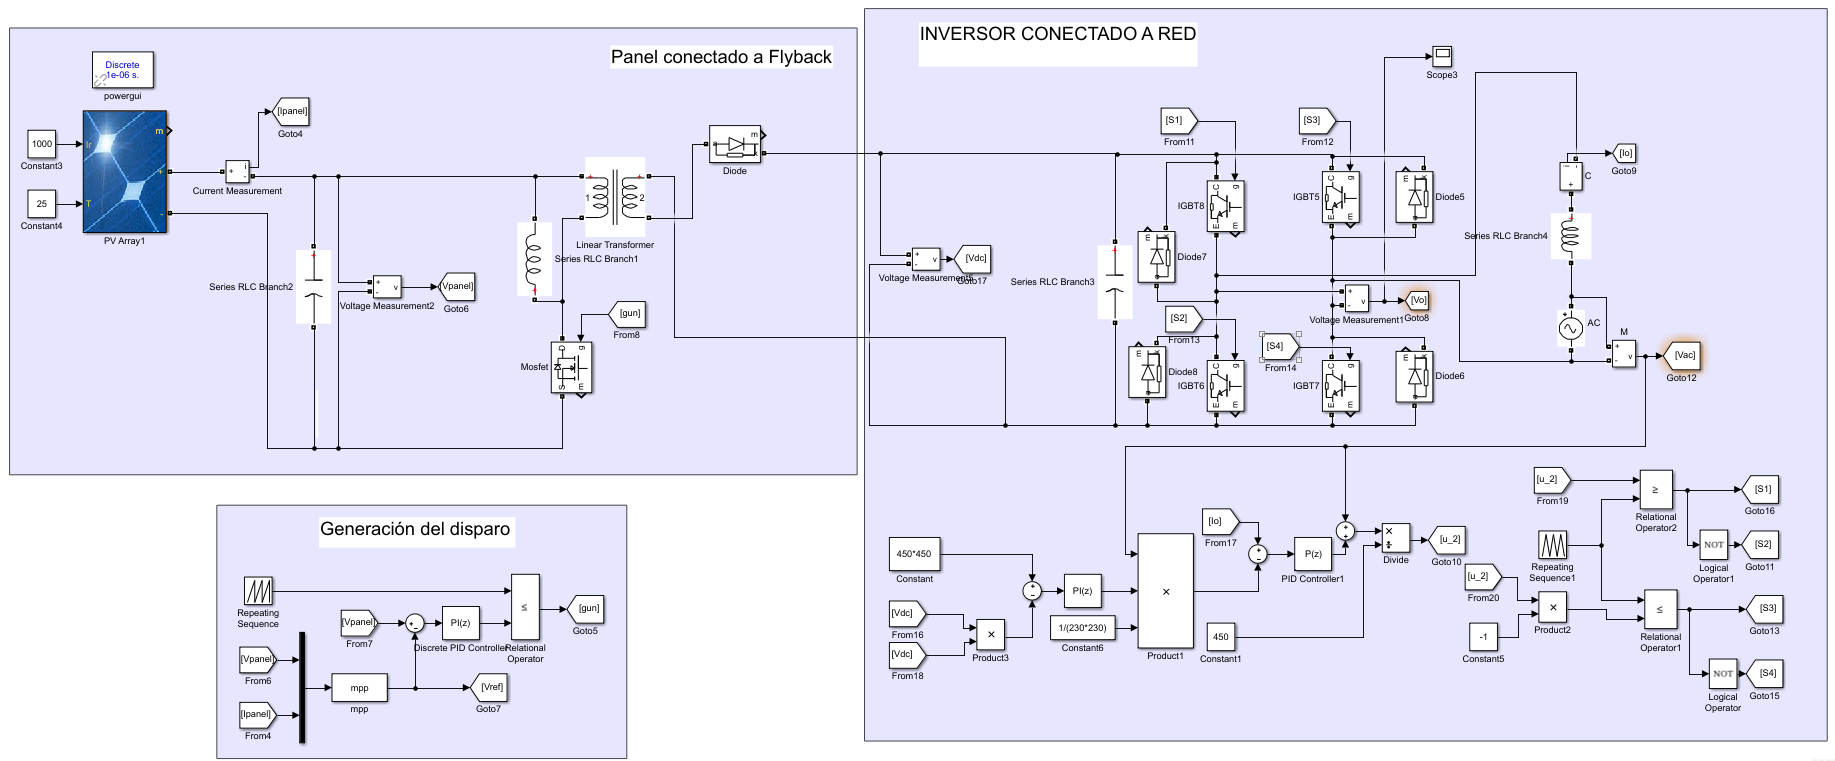 Panel conectado a Flyback
Discrete
1e-06 s.
powergui
1000
Constant3
25
Constant4
Ir
T
m
+
-
PV Array1
[Ipanel]
Goto4
+
-
i
Current Measurement
Series RLC Branch2
+
-
v
Voltage Measurement2
[Vpanel]
Goto6
Series RLC Branch1
1
2
Linear Transformer
[gun]
From8
Mosfet
D
g
S
m
a
m
k
Diode
INVERSOR CONECTADO A RED
Scope3
[S1]
From11
[S3]
From12
IGBT8
IGBT5
Diode5
Diode7
[Io]
Goto9
C
Series RLC Branch4
[Vdc]
Voltage Measurement5
Goto17
Series RLC Branch3
[S2]
From13
[S4]
From14
Voltage Measurement1
[Vo]
Goto8
AC
M
[Vac]
Goto12
Diode8
IGBT6
IGBT7
Diode6
450*450
Constant
[Vdc]
From16
[Vdc]
From18
×
Product3
PI(z)
1/(230*230)
Constant6
×
Product1
[Io]
From17
P(z)
PID Controller1
450
Constant1
×
÷
Divide
[u_2]
Goto10
[u_2]
From19
Repeating
Sequence1
[u_2]
From20
-1
Constant5
×
Product2
≥
Relational
Operator2
[S1]
Goto16
NOT
Logical
Operator1
[S2]
Goto11
≤
Relational
Operator1
[S3]
Goto13
NOT
Logical
Operator
[S4]
Goto15
Generación del disparo
Repeating
Sequence
[Vpanel]
From7
PI(z)
Discrete PID Controller
≤
Relational
Operator
[gun]
Goto5
[Vpanel]
From6
[Ipanel]
From4
mpp
mpp
[Vref]
Goto7